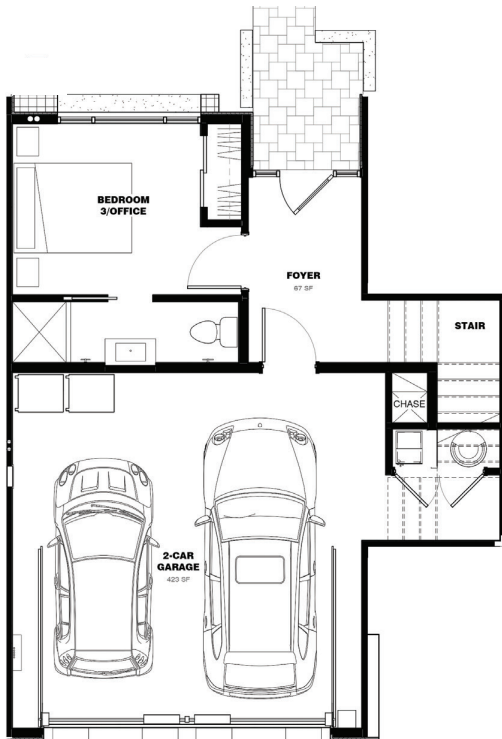 BEDROOM
3/OFFICE
FOYER
67 SF
STAIR
CHASE
2-CAR
GARAGE
423 SF